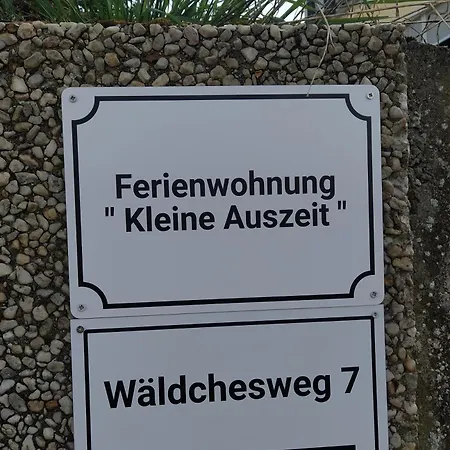 Ferienwohnung
" Kleine Auszeit "
Wäldchesweg 7